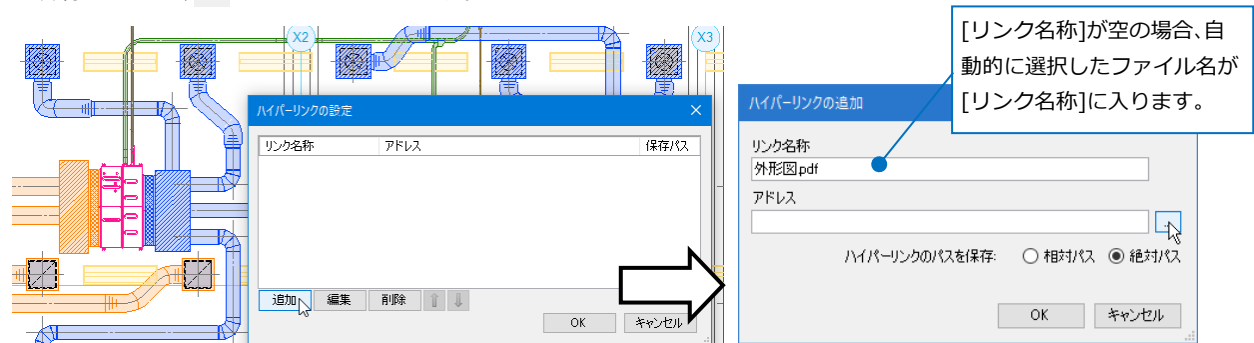 X2
X3
[リンク名称]が空の場合、自
動的に選択したファイル名が
[リンク名称]に入ります。
ハイパーリンクの設定
リンク名称 アドレス 保存パス
追加 編集 削除
OK キャンセル
ハイパーリンクの追加
リンク名称
外形図.pdf
アドレス
...
ハイパーリンクのパスを保存: 相対パス 絶対パス
OK キャンセル